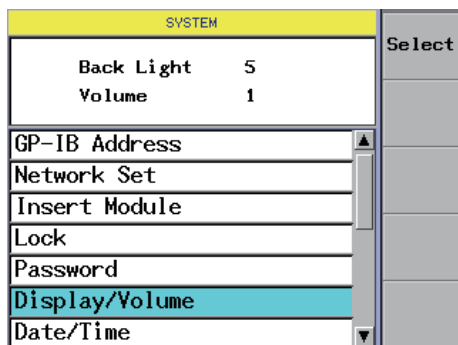 SYSTEM
Back Light 5
Volume 1
Select
GP-IB Address
Network Set
Insert Module
Lock
Password
Display/Volume
Date/Time